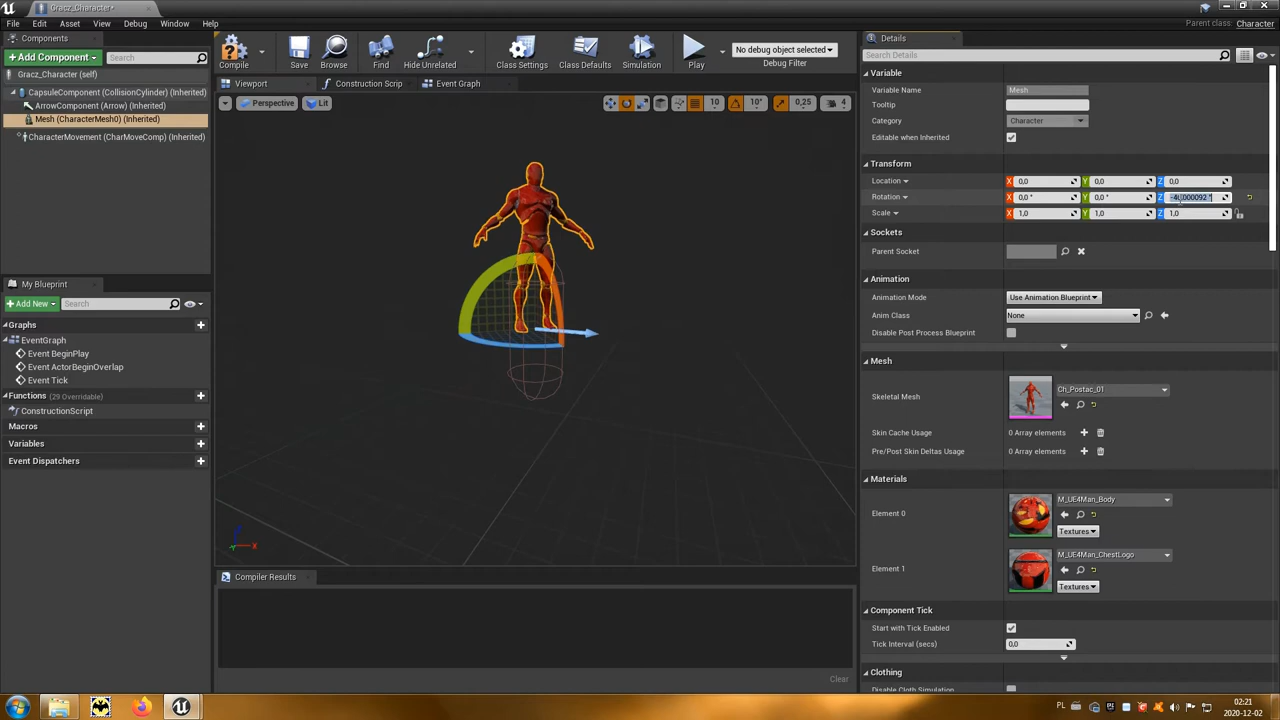 Gracz_Character*
File Edit Asset View Debug Window Help
Parent class: Character
Components
+ Add Component Search
Gracz_Character (self)
CapsuleComponent (CollisionCylinder) (Inherited)
ArrowComponent (Arrow) (Inherited)
Mesh (CharacterMesh0) (Inherited)
CharacterMovement (CharMoveComp) (Inherited)
My Blueprint
+ Add New Search
Graphs
EventGraph
Event BeginPlay
Event ActorBeginOverlap
Event Tick
Functions (29 Overridable)
ConstructionScript
Macros
Variables
Event Dispatchers
Compile Save Browse Find Hide Unrelated Class Settings Class Defaults Simulation Play
No debug object selected
Debug Filter
Viewport Construction Scrip Event Graph
Perspective Lit 10 10° 0,25 4
Z
Y X
Compiler Results
Clear
Details
Search Details
Variable
Variable Name Mesh
Tooltip
Category Character
Editable when Inherited
Transform
Location X 0,0 Y 0,0 Z 0,0
Rotation X 0,0 ° Y 0,0 ° Z
Scale X 1,0 Y 1,0 Z 1,0
Sockets
Parent Socket
Animation
Animation Mode Use Animation Blueprint
Anim Class None
Disable Post Process Blueprint
Mesh
Skeletal Mesh Ch_Postac_01
Skin Cache Usage 0 Array elements
Pre/Post Skin Deltas Usage 0 Array elements
Materials
Element 0 M_UE4Man_Body
Textures
Element 1 M_UE4Man_ChestLogo
Textures
Component Tick
Start with Tick Enabled
Tick Interval (secs) 0,0
Clothing
Disable Cloth Simulation
PL 02:21
2020-12-02